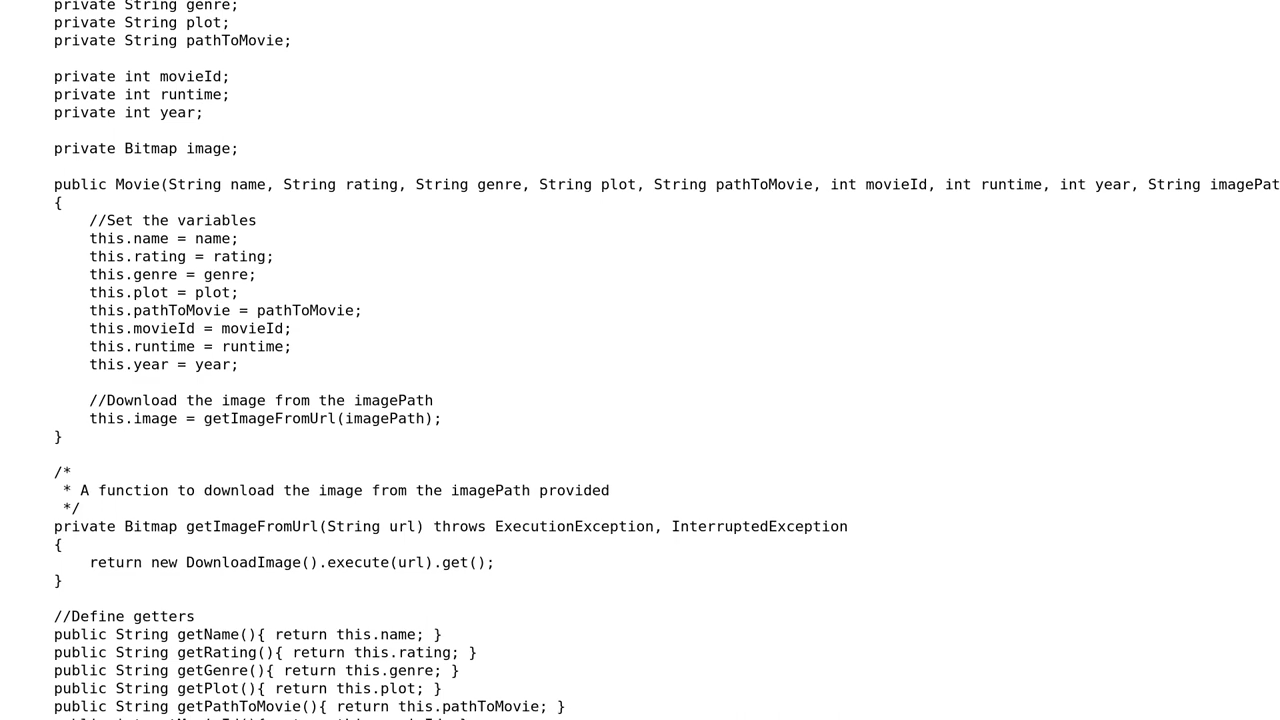 private String genre;
private String plot;
private String pathToMovie;
private int movieId;
private int runtime;
private int year;
private Bitmap image;
public Movie(String name, String rating, String genre, String plot, String pathToMovie, int movieId, int runtime, int year, String imagePat
{
//Set the variables
this.name = name;
this.rating = rating;
this.genre = genre;
this.plot = plot;
this.pathToMovie = pathToMovie;
this.movieId = movieId;
this.runtime = runtime;
this.year = year;
//Download the image from the imagePath
this.image = getImageFromUrl(imagePath);
}
/*
* A function to download the image from the imagePath provided
*/
private Bitmap getImageFromUrl(String url) throws ExecutionException, InterruptedException
{
return new DownloadImage().execute(url).get();
}
//Define getters
public String getName(){ return this.name; }
public String getRating(){ return this.rating; }
public String getGenre(){ return this.genre; }
public String getPlot(){ return this.plot; }
public String getPathToMovie(){ return this.pathToMovie; }